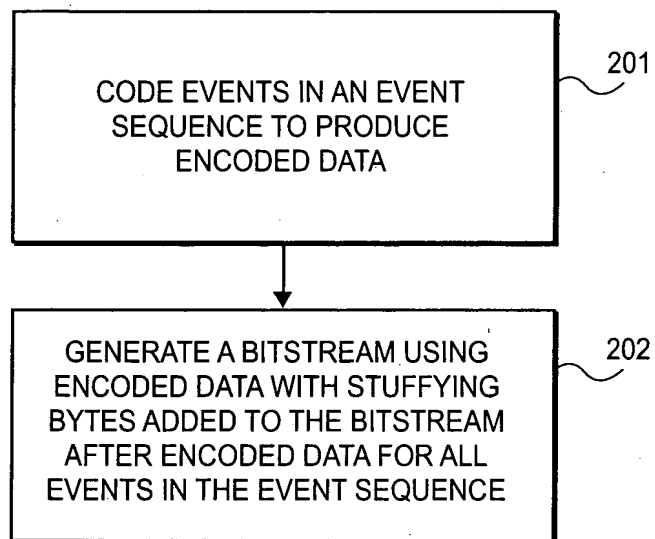 CODE EVENTS IN AN EVENT
SEQUENCE TO PRODUCE
ENCODED DATA
201
GENERATE A BITSTREAM USING
ENCODED DATA WITH STUFFYING
BYTES ADDED TO THE BITSTREAM
AFTER ENCODED DATA FOR ALL
EVENTS IN THE EVENT SEQUENCE
202